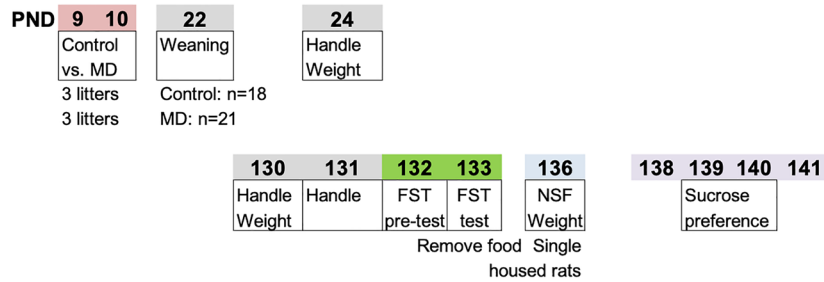 PND 9 10 22 24
Control Weaning Handle
vs. MD Weight
3 litters Control: n=18
3 litters MD: n=21
130 131 132 133 136 138 139 140 141
Handle Handle FST FST NSF Sucrose
Weight pre-test test Weight preference
Remove food Single
housed rats